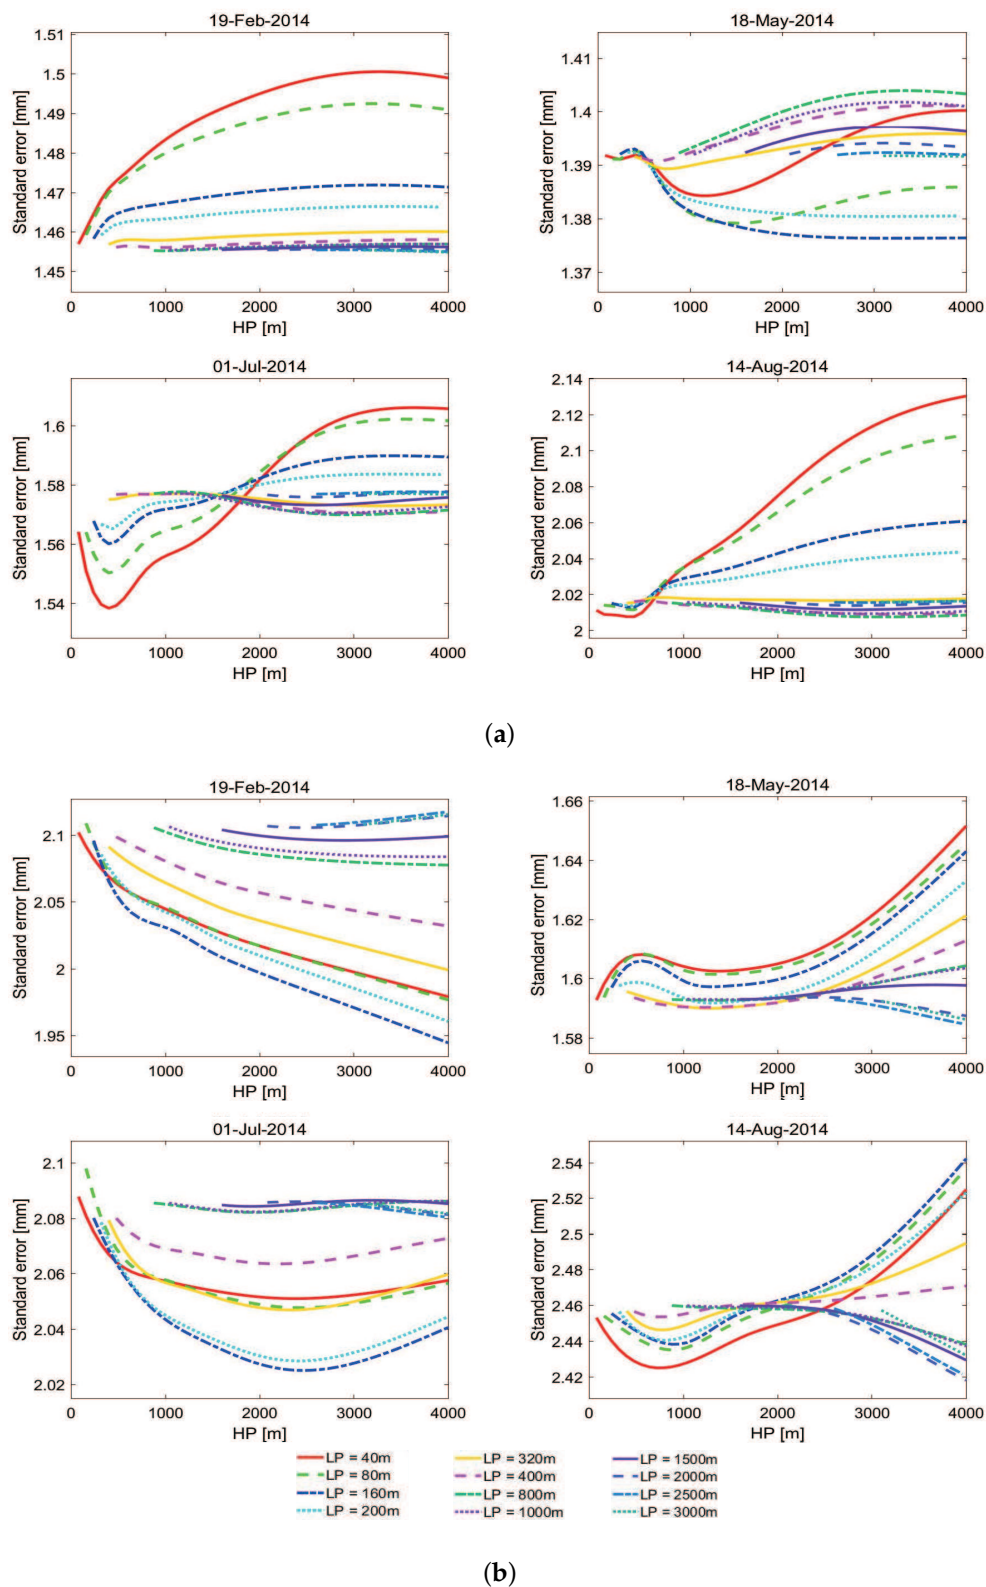 19-Feb-2014
1.51
1.5
1.49
1.48
1.47
1.46
1.45
Standard error [mm]
0 1000 2000 3000 4000
HP [m]
18-May-2014
1.41
1.4
1.39
1.38
1.37
Standard error [mm]
0 1000 2000 3000 4000
HP [m]
01-Jul-2014
1.6
1.58
1.56
1.54
Standard error [mm]
0 1000 2000 3000 4000
HP [m]
14-Aug-2014
2.14
2.12
2.1
2.08
2.06
2.04
2.02
2
Standard error [mm]
0 1000 2000 3000 4000
HP [m]
(a)
19-Feb-2014
2.1
2.05
2
1.95
Standard error [mm]
0 1000 2000 3000 4000
HP [m]
18-May-2014
1.66
1.64
1.62
1.6
1.58
Standard error [mm]
0 1000 2000 3000 4000
HP [m]
01-Jul-2014
2.1
2.08
2.06
2.04
2.02
Standard error [mm]
0 1000 2000 3000 4000
HP [m]
14-Aug-2014
2.54
2.52
2.5
2.48
2.46
2.44
2.42
Standard error [mm]
0 1000 2000 3000 4000
HP [m]
LP = 40m
LP = 80m
LP = 160m
LP = 200m
LP = 320m
LP = 400m
LP = 800m
LP = 1000m
LP = 1500m
LP = 2000m
LP = 2500m
LP = 3000m
(b)